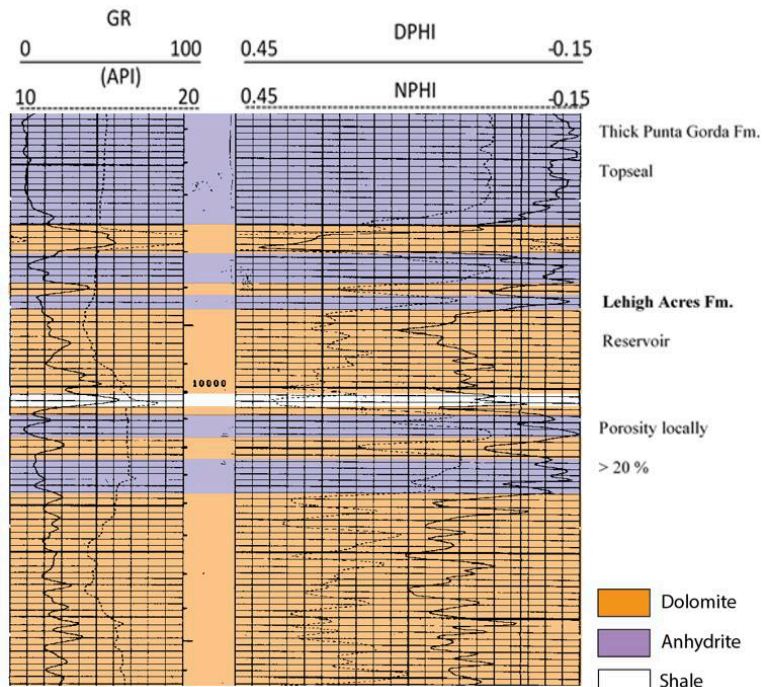 GR
DPHI
0 100 0.45 -0.15
(API)
NPHI
10 20 0.45 -0.15
Thick Punta Gorda Fm.
Topseal
Lehigh Acres Fm.
Reservoir
10000
Porosity locally
> 20 %
Dolomite
Anhydrite
Shale